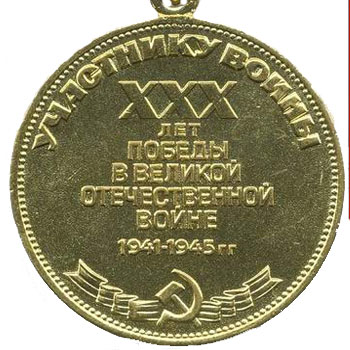 УЧАСТНИКУ ВОЙНЫ
XXX
ЛЕТ
ПОБЕДЫ
В ВЕЛИКОЙ
ОТЕЧЕСТВЕННОЙ
ВОЙНЕ
1941-1945 гг